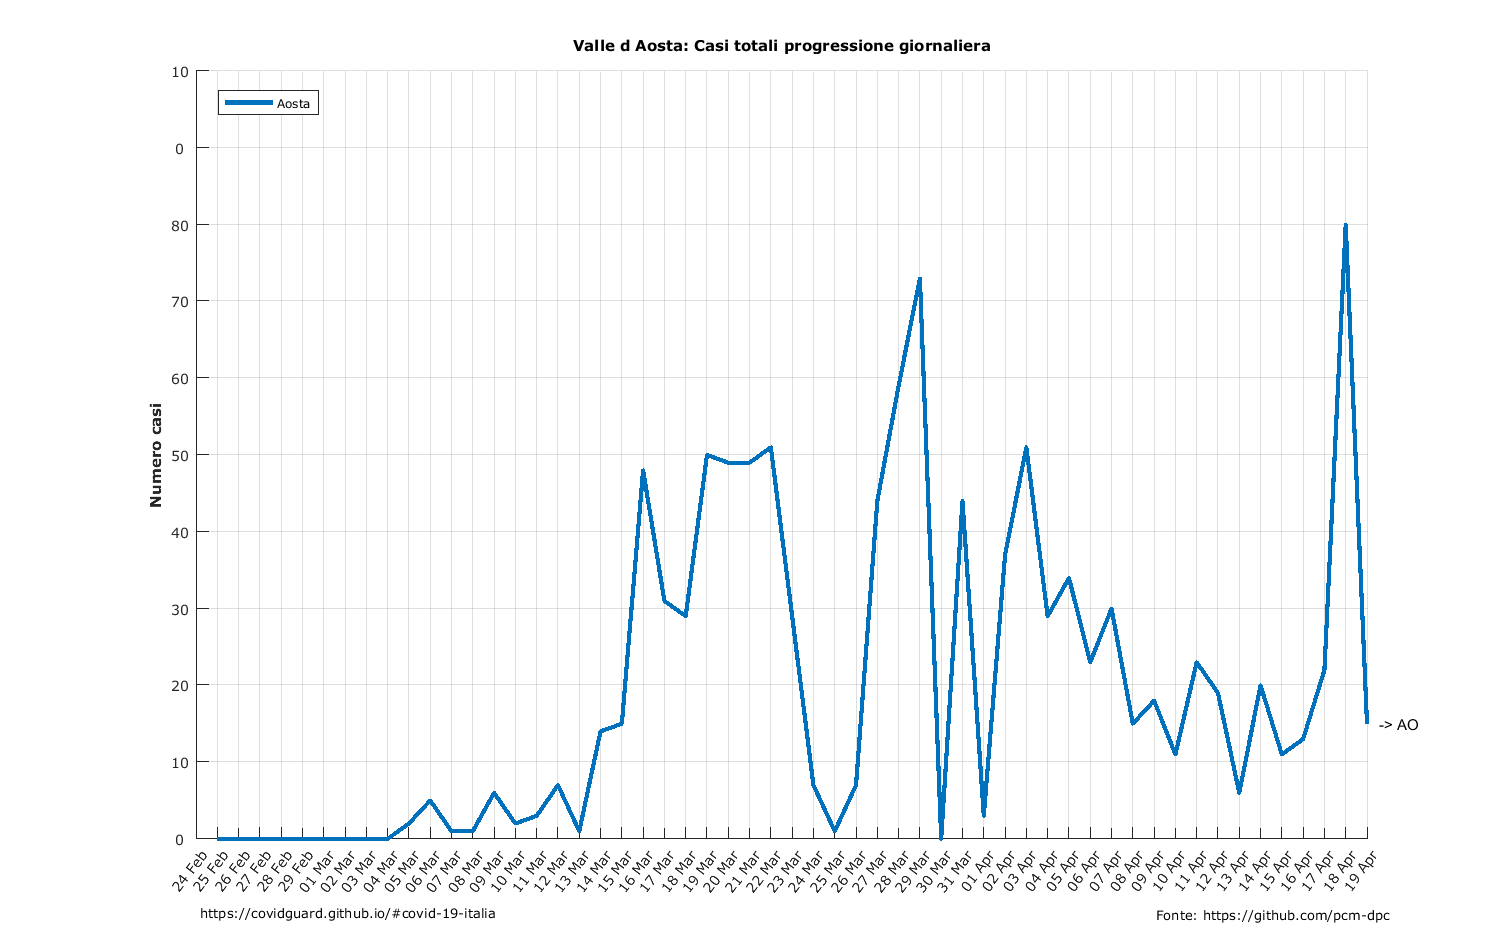 Valle d Aosta: Casi totali progressione giornaliera
Aosta
Numero casi
10
0
80
70
60
50
40
30
20
10
0
-> AO
24 Feb
25 Feb
26 Feb
27 Feb
28 Feb
29 Feb
01 Mar
02 Mar
03 Mar
04 Mar
05 Mar
06 Mar
07 Mar
08 Mar
09 Mar
10 Mar
11 Mar
12 Mar
13 Mar
14 Mar
15 Mar
16 Mar
17 Mar
18 Mar
19 Mar
20 Mar
21 Mar
22 Mar
23 Mar
24 Mar
25 Mar
26 Mar
27 Mar
28 Mar
29 Mar
30 Mar
31 Mar
01 Apr
02 Apr
03 Apr
04 Apr
05 Apr
06 Apr
07 Apr
08 Apr
09 Apr
10 Apr
11 Apr
12 Apr
13 Apr
14 Apr
15 Apr
16 Apr
17 Apr
18 Apr
19 Apr
https://covidguard.github.io/#covid-19-italia
Fonte: https://github.com/pcm-dpc